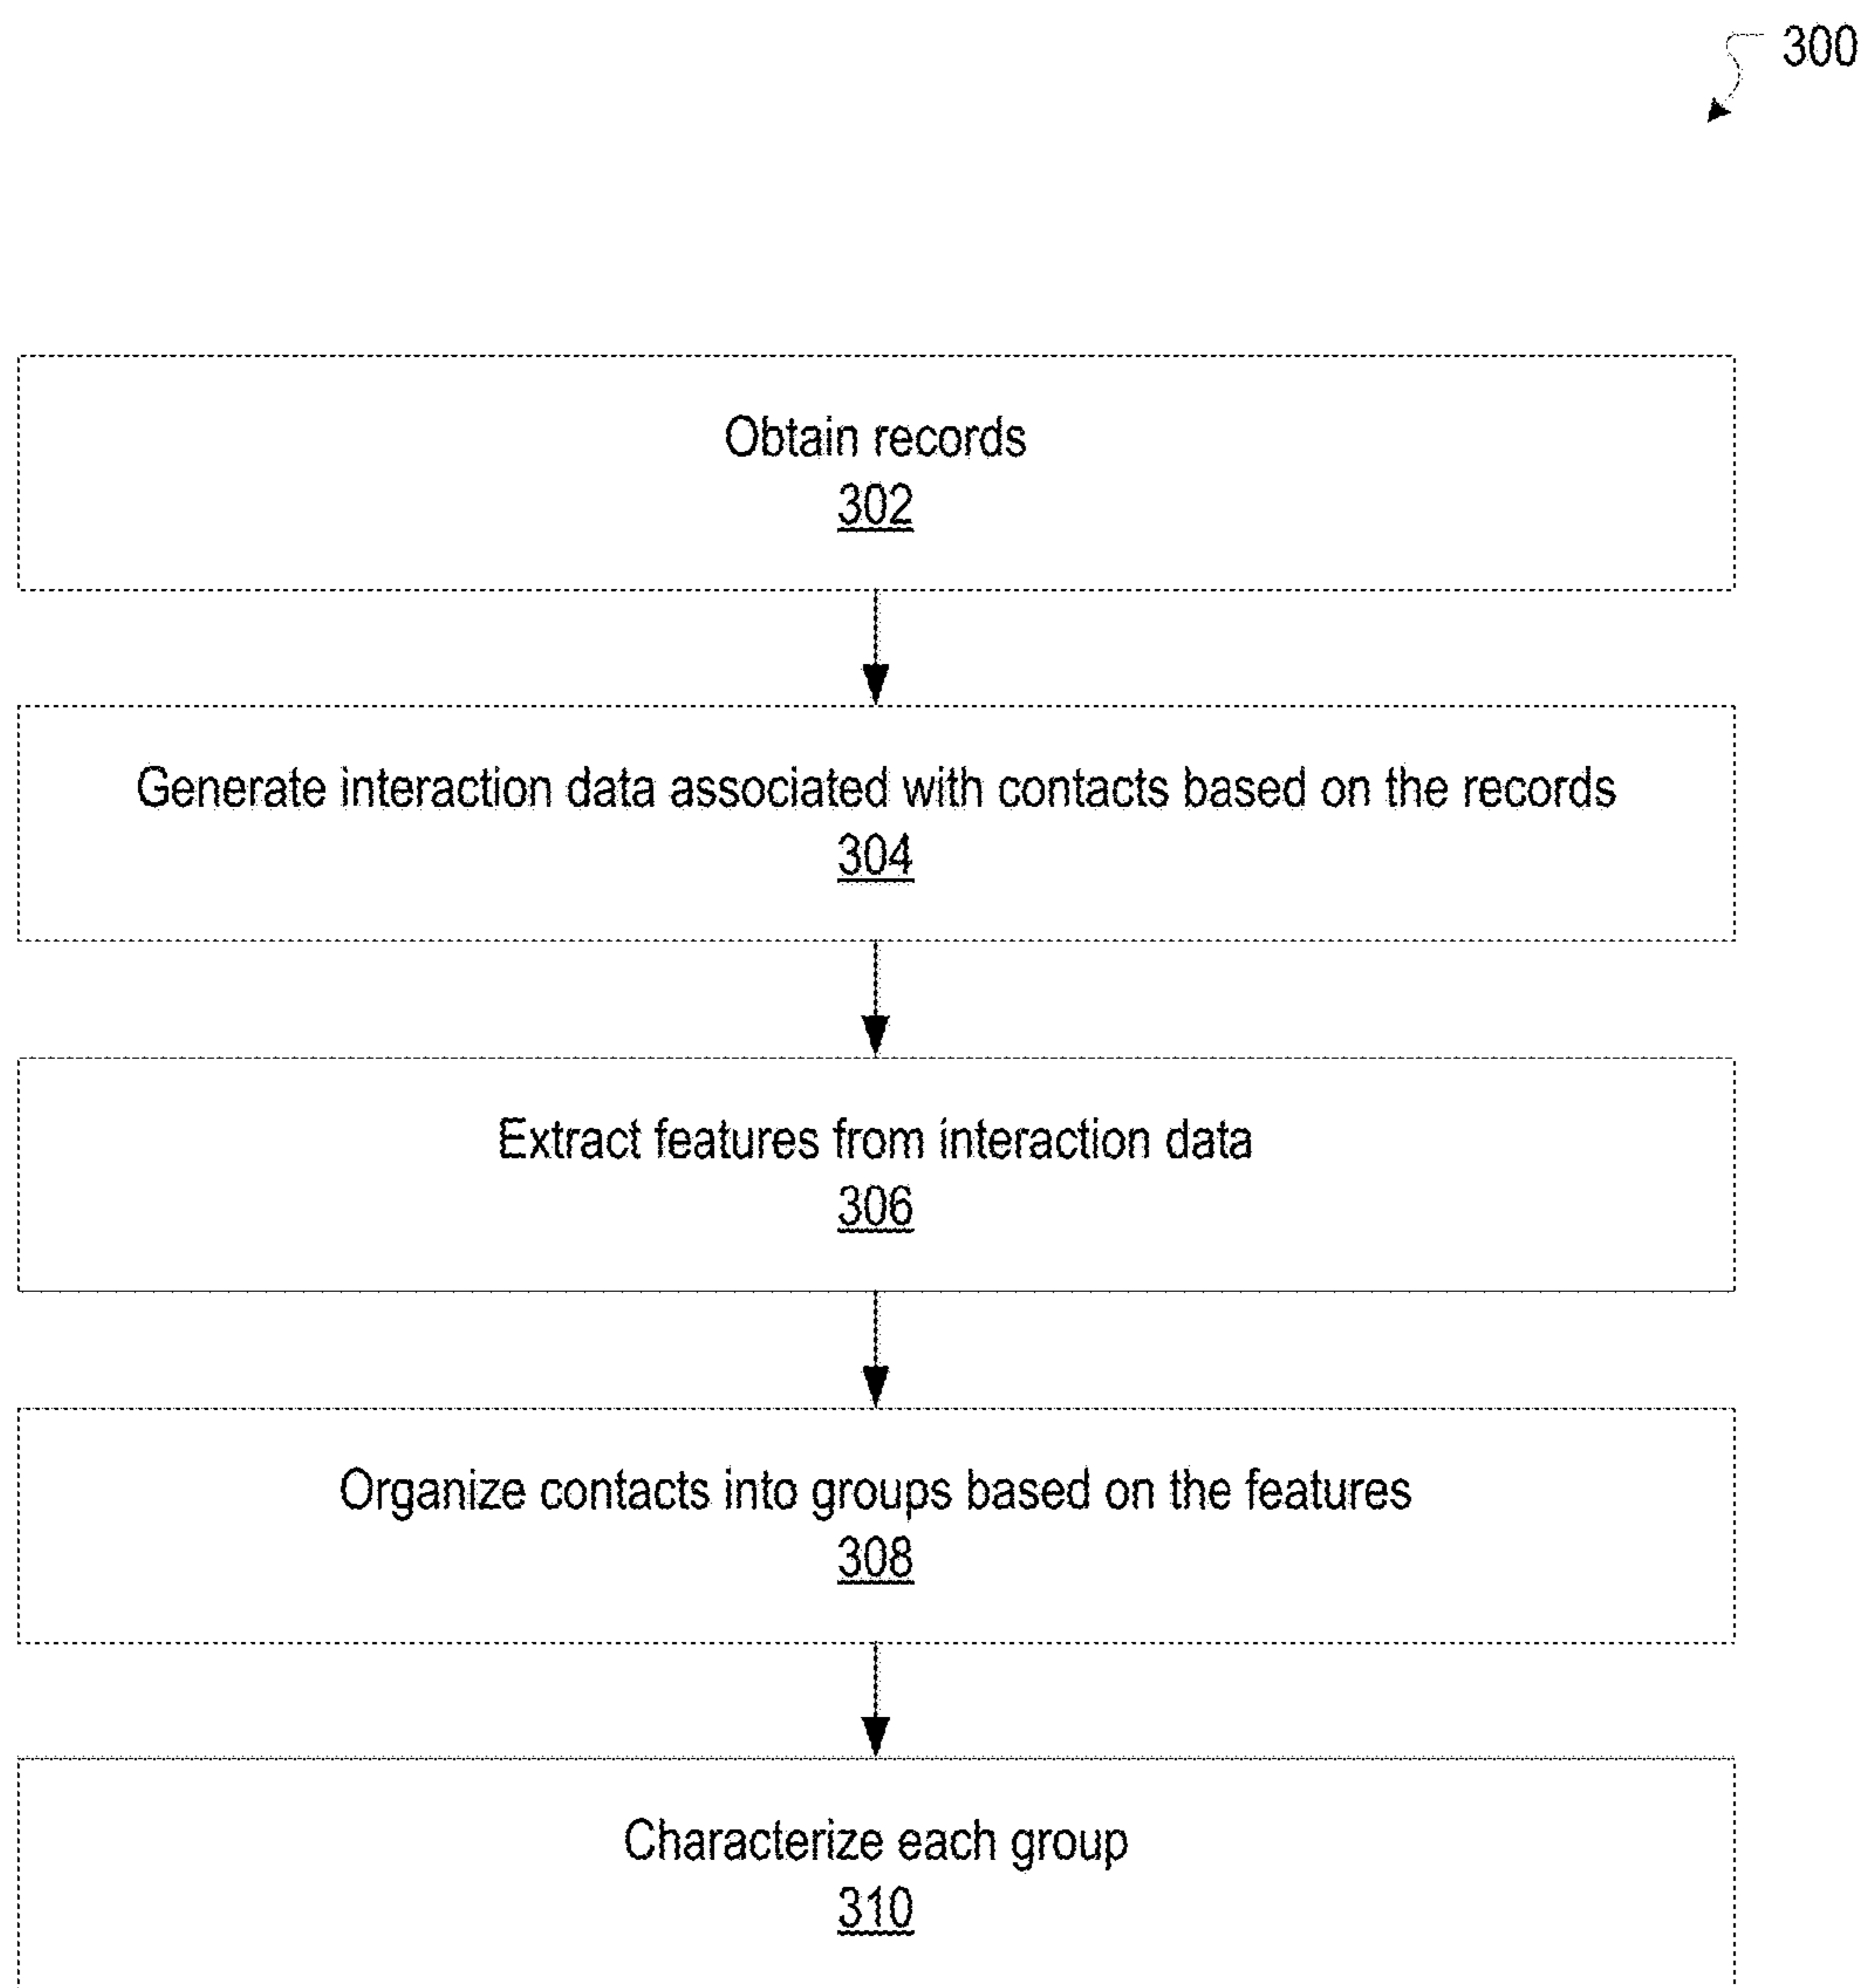 300
Obtain records
302
Generate interaction data associated with contacts based on the records
304
Extract features from interaction data
306
Organize contacts into groups based on the features
308
Characterize each group
310